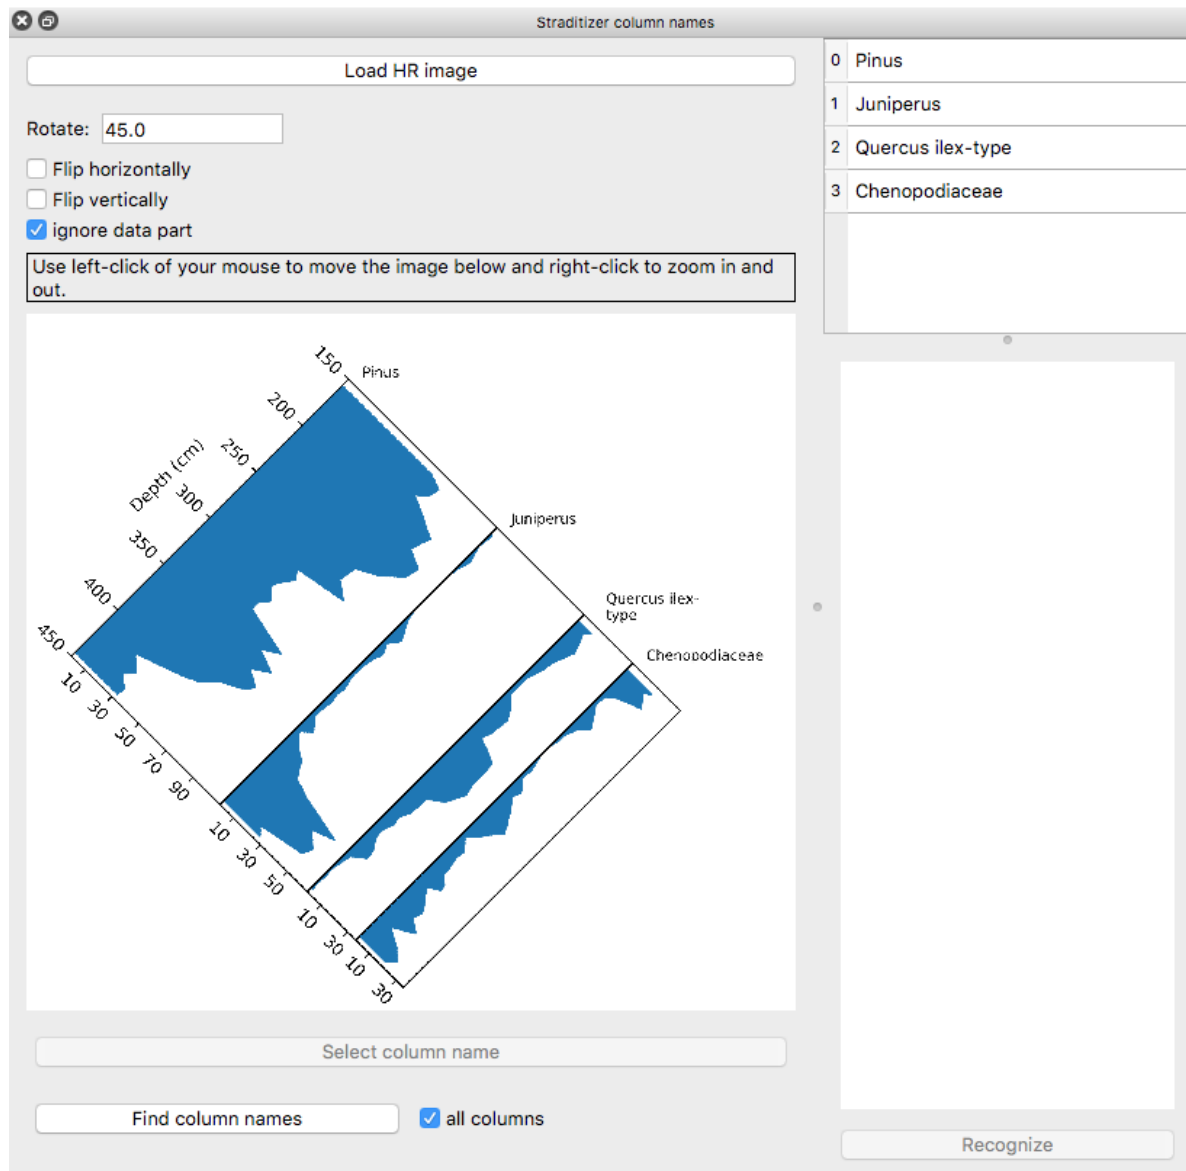 Straditizer column names
Load HR image
Rotate: 45.0
Flip horizontally
Flip vertically
ignore data part
Use left-click of your mouse to move the image below and right-click to zoom in and
out.
150
200
250
300
350
400
450
Depth (cm)
Pinus
Juniperus
Quercus ilex-
type
Chenopodiaceae
10
30
50
70
90
10
30
50
10
30
10
30
Select column name
Find column names
all columns
0 Pinus
1 Juniperus
2 Quercus ilex-type
3 Chenopodiaceae
Recognize